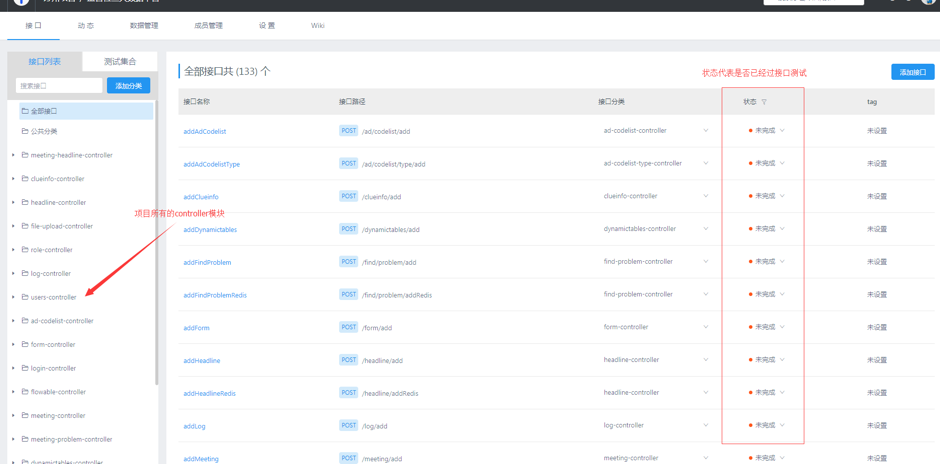 接 口 动 态 数据管理 成员管理 设 置 Wiki
接口列表 测试集合
搜索接口 添加分类
全部接口
公共分类
meeting-headline-controller
clueinfo-controller
headline-controller
项目所有的controller模块
file-upload-controller
role-controller
log-controller
users-controller
ad-codelist-controller
form-controller
login-controller
flowable-controller
meeting-controller
meeting-problem-controller
dynamictables-controller
全部接口共 (133) 个
状态代表是否已经过接口测试
添加接口
接口名称 接口路径 接口分类 状态 tag
addAdCodelist POST /ad/codelist/add ad-codelist-controller 未完成 未设置
addAdCodelistType POST /ad/codelist/type/add ad-codelist-type-controller 未完成 未设置
addClueinfo POST /clueinfo/add clueinfo-controller 未完成 未设置
addDynamictables POST /dynamictables/add dynamictables-controller 未完成 未设置
addFindProblem POST /find/problem/add find-problem-controller 未完成 未设置
addFindProblemRedis POST /find/problem/addRedis find-problem-controller 未完成 未设置
addForm POST /form/add form-controller 未完成 未设置
addHeadline POST /headline/add headline-controller 未完成 未设置
addHeadlineRedis POST /headline/addRedis headline-controller 未完成 未设置
addLog POST /log/add log-controller 未完成 未设置
addMeeting POST /meeting/add meeting-controller 未完成 未设置